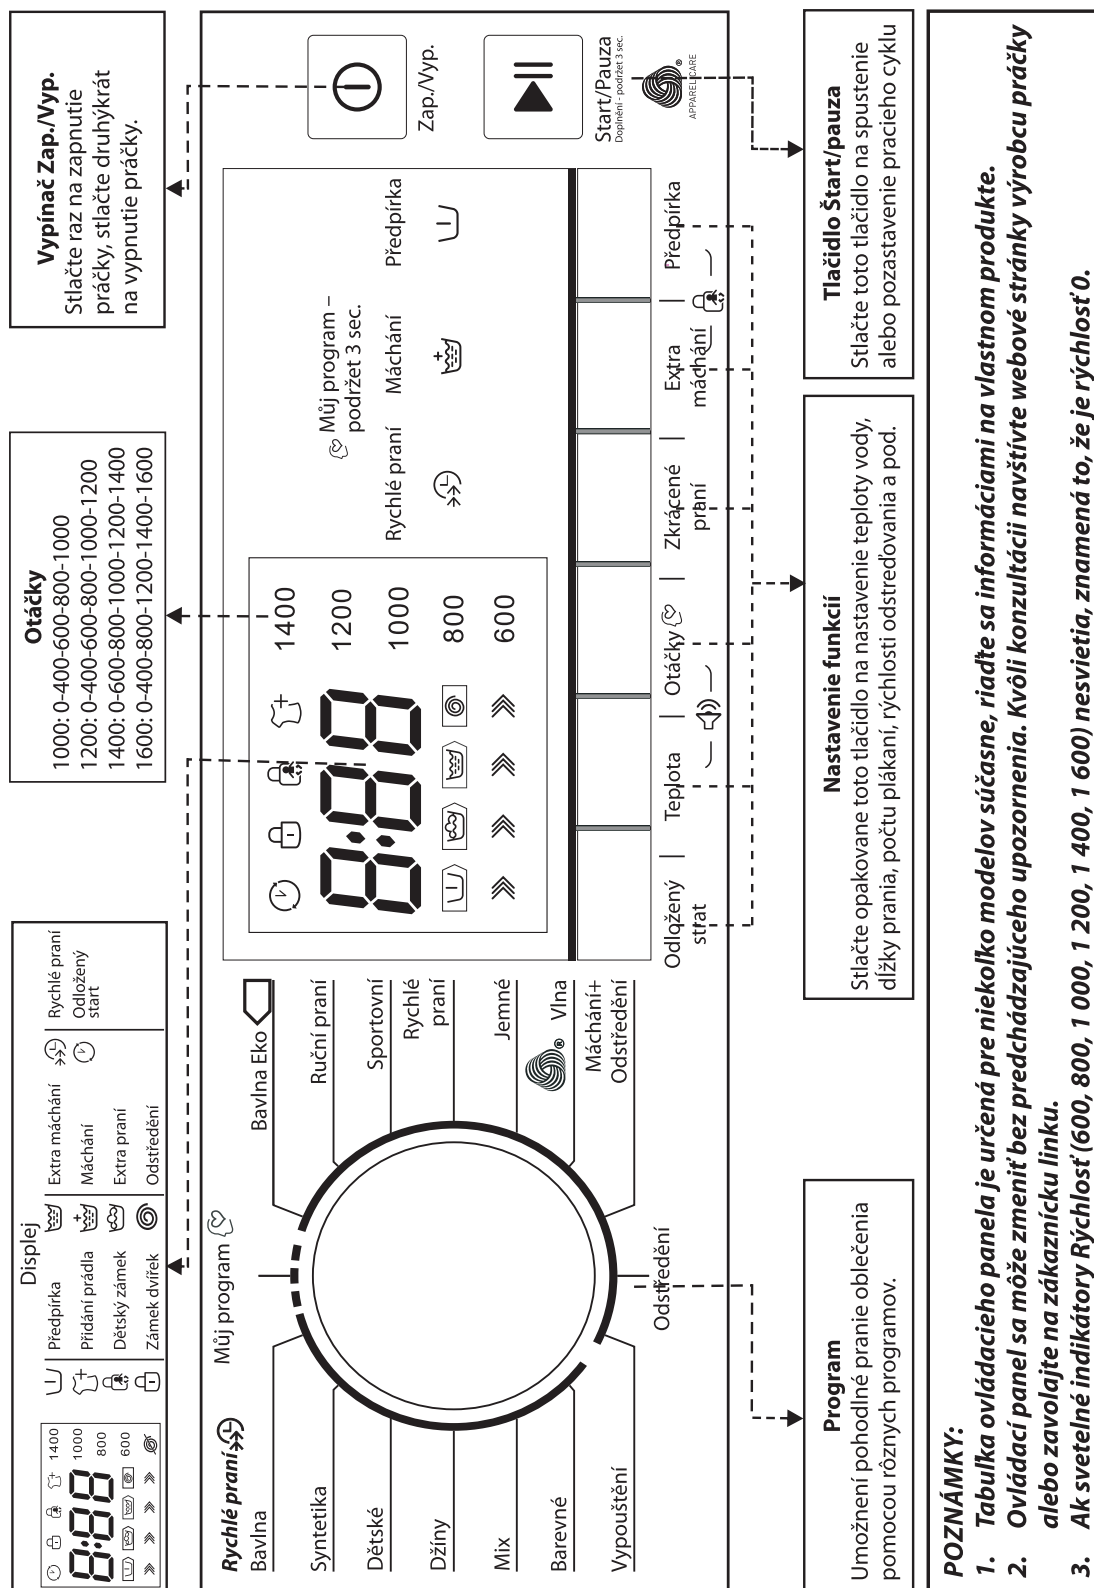 Displej
1400
1000
800
600
Předpírka
Přidání prádla
Dětský zámek
Zámek dvířek
Extra máchání
Máchání
Extra praní
Odstředění
Rychlé praní
Odložený
start
Otáčky
1000: 0-400-600-800-1000
1200: 0-400-600-800-1000-1200
1400: 0-600-800-1000-1200-1400
1600: 0-400-800-1200-1400-1600
Vypínač Zap./Vyp.
Stlačte raz na zapnutie
práčky, stlačte druhýkrát
na vypnutie práčky.
Rychlé praní
Bavlna
Syntetika
Dětské
Džíny
Mix
Barevné
Vypouštění
Můj program
Odstředění
Bavlna Eko
Ruční praní
Sportovní
Rychlé
praní
Jemné
Vlna
Máchání+
Odstředění
8:88
1400
1200
1000
800
600
Můj program –
podržet 3 sec.
Rychlé praní
Máchání
Předpírka
Odložený
strat
Teplota
Otáčky
Zkrácené
praní
Extra
máchání
Předpírka
Zap./Vyp.
Start/Pauza
Doplnění - podržet 3 sec.
APPAREL CARE
Program
Umožnení pohodlné pranie oblečenia
pomocou rôznych programov.
Nastavenie funkcií
Stlačte opakovane toto tlačidlo na nastavenie teploty vody,
dĺžky prania, počtu plákaní, rýchlosti odstreďovania a pod.
Tlačidlo Štart/pauza
Stlačte toto tlačidlo na spustenie
alebo pozastavenie pracieho cyklu
POZNÁMKY:
1. Tabuľka ovládacieho panela je určená pre niekoľko modelov súčasne, riaďte sa informáciami na vlastnom produkte.
2. Ovládací panel sa môže zmeniť bez predchádzajúceho upozornenia. Kvôli konzultácii navštívte webové stránky výrobcu práčky
alebo zavolajte na zákaznícku linku.
3. Ak svetelné indikátory Rýchlosť (600, 800, 1 000, 1 200, 1 400, 1 600) nesvietia, znamená to, že je rýchlosť 0.